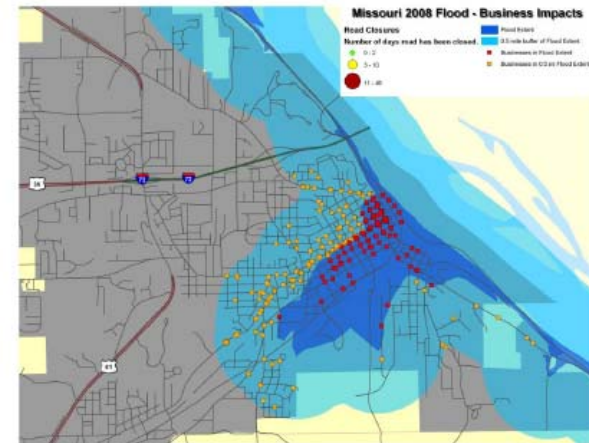 Missouri 2008 Flood - Business Impacts
Road Closures
Number of days road has been closed.
0 - 2
3 - 10
11 - 48
Flood Extent
0.5 mile buffer of Flood Extent
Businesses in Flood Extent
Businesses in 0.5 mi Flood Extent
36
72
72
61